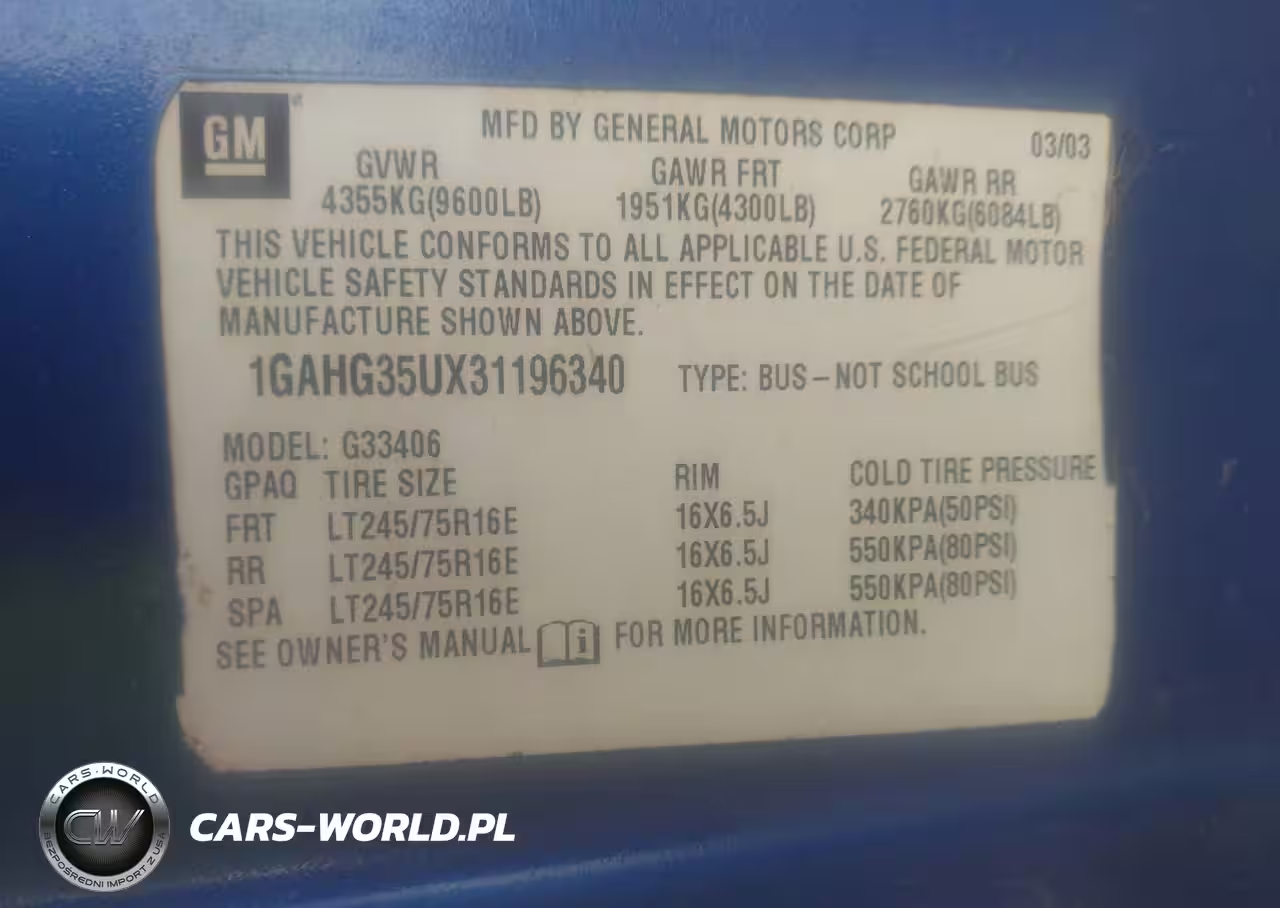 GM
MFD BY GENERAL MOTORS CORP 03/03
GVWR GAWR FRT GAWR RR
4355KG(9600LB) 1951KG(4300LB) 2760KG(6084LB)
THIS VEHICLE CONFORMS TO ALL APPLICABLE U.S. FEDERAL MOTOR
VEHICLE SAFETY STANDARDS IN EFFECT ON THE DATE OF
MANUFACTURE SHOWN ABOVE.
1GAHG35UX31196340 TYPE: BUS-NOT SCHOOL BUS
MODEL: G33406
GPAQ TIRE SIZE RIM COLD TIRE PRESSURE
FRT LT245/75R16E 16X6.5J 340KPA(50PSI)
RR LT245/75R16E 16X6.5J 550KPA(80PSI)
SPA LT245/75R16E 16X6.5J 550KPA(80PSI)
SEE OWNER'S MANUAL i FOR MORE INFORMATION.
CARS-WORLD
CW
BEZPOŚREDNI IMPORT Z USA
CARS-WORLD.PL